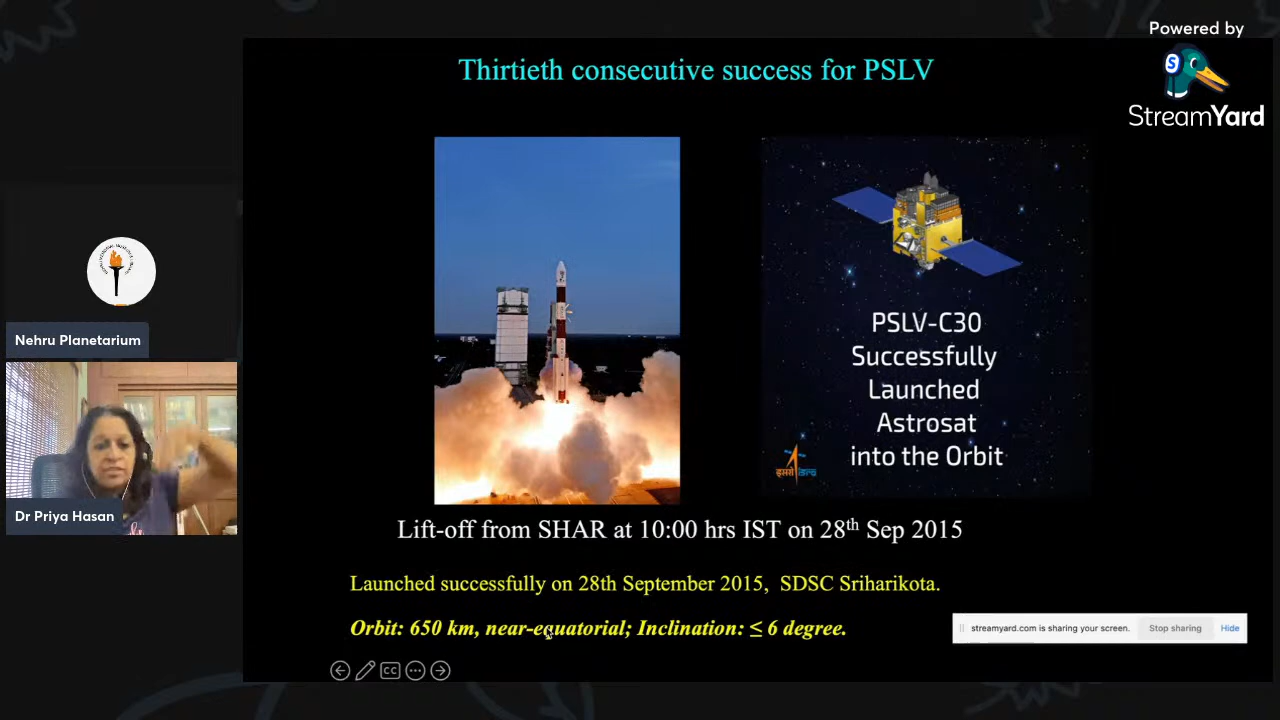 Powered by
StreamYard
Thirtieth consecutive success for PSLV
PSLV-C30
Successfully
Launched
Astrosat
into the Orbit
इसरो isro
Nehru Planetarium
Dr Priya Hasan
Lift-off from SHAR at 10:00 hrs IST on 28th Sep 2015
Launched successfully on 28th September 2015, SDSC Sriharikota.
Orbit: 650 km, near-equatorial; Inclination: ≤ 6 degree.
streamyard.com is sharing your screen. Stop sharing Hide
CC